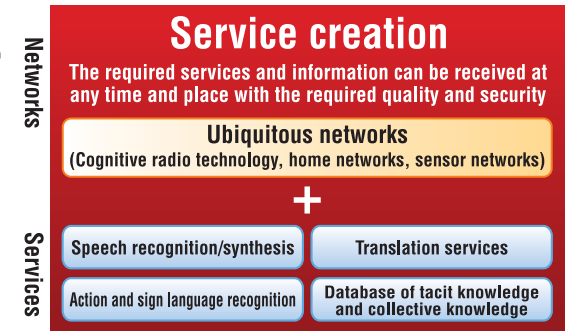 Networks
Service creation
The required services and information can be received at
any time and place with the required quality and security
Ubiquitous networks
(Cognitive radio technology, home networks, sensor networks)
+
Services
Speech recognition/synthesis
Translation services
Action and sign language recognition
Database of tacit knowledge
and collective knowledge